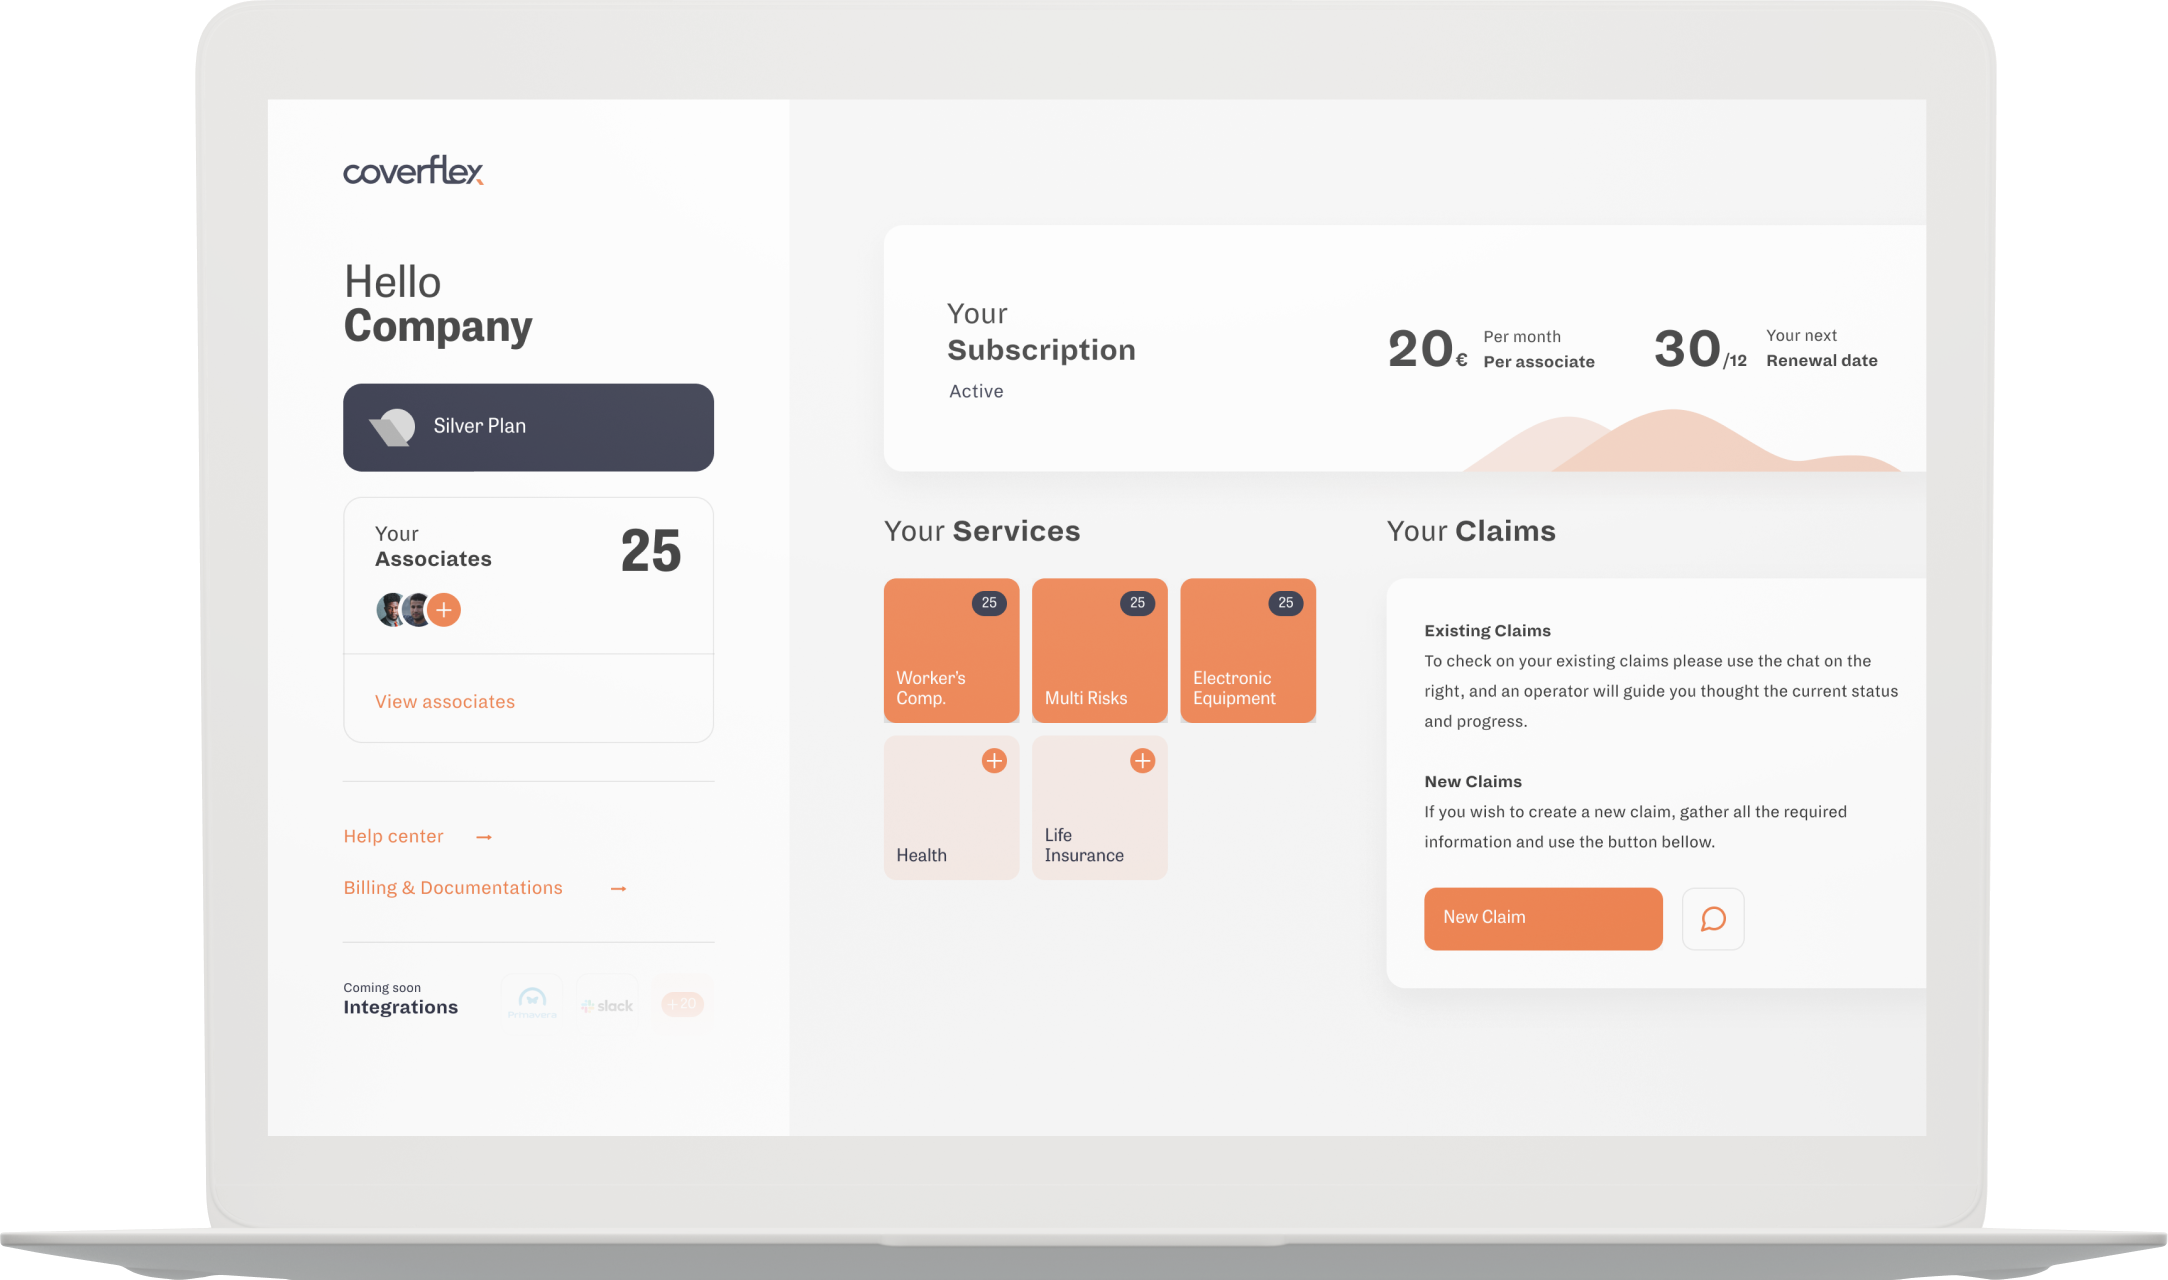 coverflex
Hello
Company
Silver Plan
Your
Associates
25
View associates
Help center →
Billing & Documentations →
Coming soon
Integrations
Primavera
slack
+20
Your
Subscription
Active
20€
Per month
Per associate
30/12
Your next
Renewal date
Your Services
25
Worker's
Comp.
25
Multi Risks
25
Electronic
Equipment
Health
Life
Insurance
Your Claims
Existing Claims
To check on your existing claims please use the chat on the
right, and an operator will guide you thought the current status
and progress.
New Claims
If you wish to create a new claim, gather all the required
information and use the button bellow.
New Claim